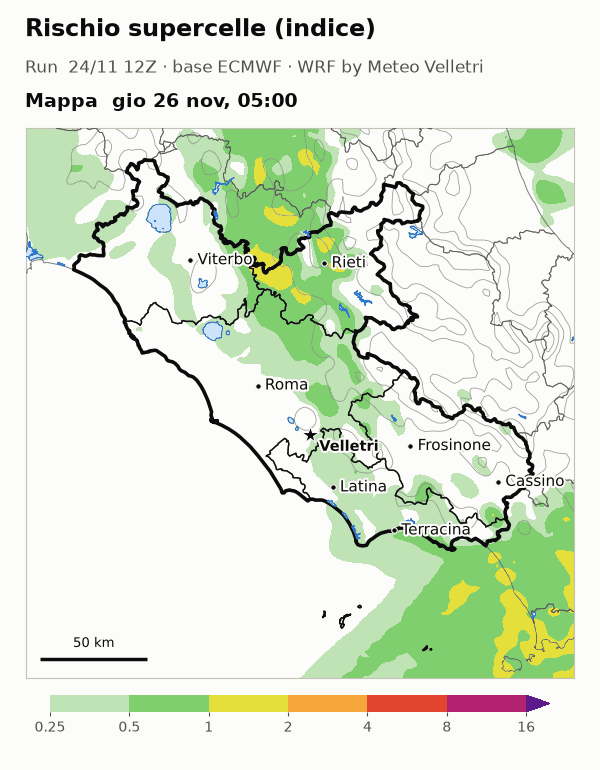 Rischio supercelle (indice)
Run  24/11 12Z · base ECMWF · WRF by Meteo Velletri
Mappa  gio 26 nov, 05:00
Viterbo
Rieti
Roma
Velletri
Frosinone
Latina
Cassino
Terracina
50 km
0.25 0.5 1 2 4 8 16